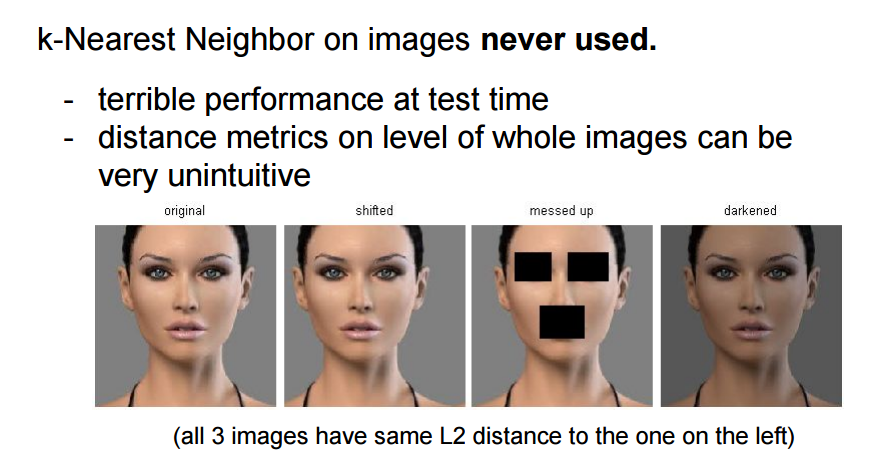 k-Nearest Neighbor on images never used.
- terrible performance at test time
- distance metrics on level of whole images can be
very unintuitive
original
shifted
messed up
darkened
(all 3 images have same L2 distance to the one on the left)